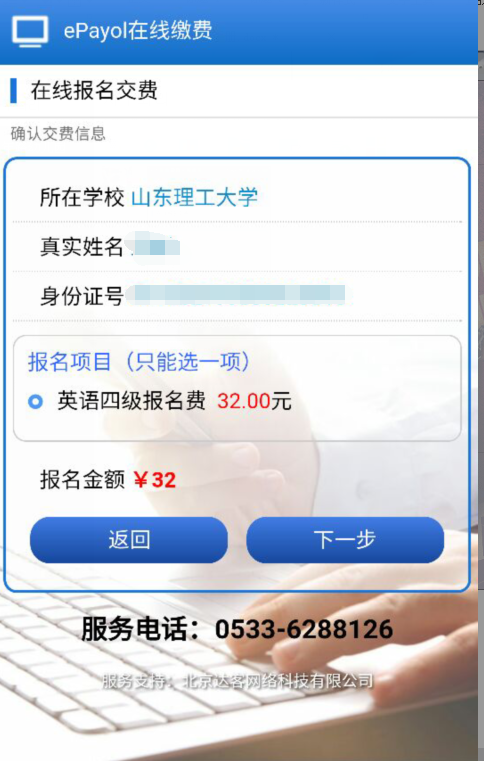 ePayol在线缴费
在线报名交费
确认交费信息
所在学校 山东理工大学
真实姓名
身份证号
报名项目（只能选一项）
英语四级报名费 32.00元
报名金额 ￥32
返回
下一步
服务电话：0533-6288126
服务支持：北京达客网络科技有限公司